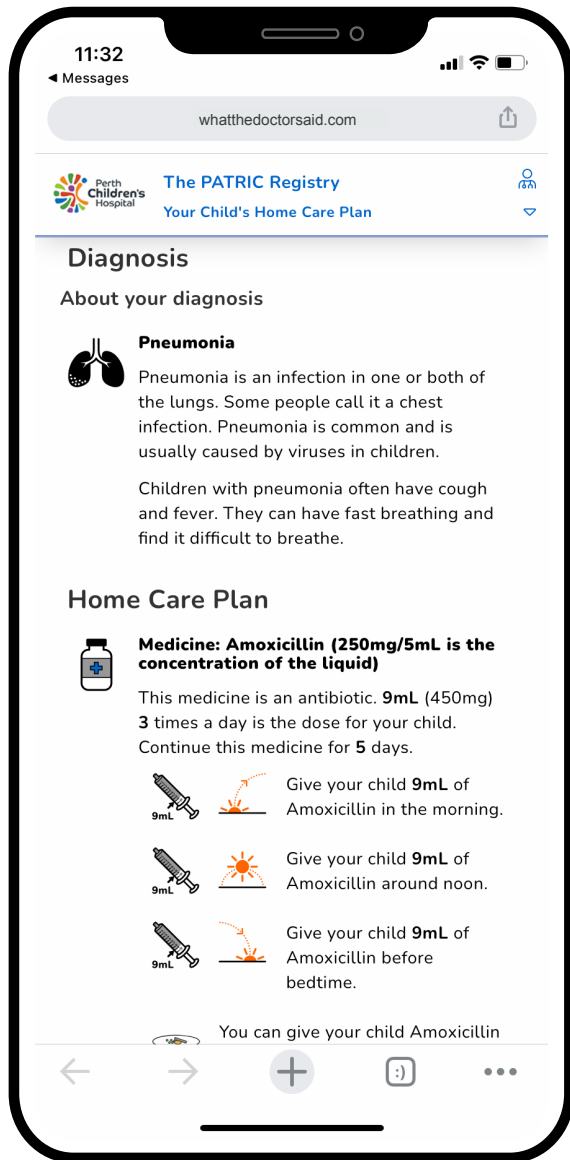 11:32
◀ Messages
whatthedoctorsaid.com
Perth
Children's
Hospital
The PATRIC Registry
Your Child's Home Care Plan
Diagnosis
About your diagnosis
Pneumonia
Pneumonia is an infection in one or both of
the lungs. Some people call it a chest
infection. Pneumonia is common and is
usually caused by viruses in children.
Children with pneumonia often have cough
and fever. They can have fast breathing and
find it difficult to breathe.
Home Care Plan
Medicine: Amoxicillin (250mg/5mL is the
concentration of the liquid)
This medicine is an antibiotic. 9mL (450mg)
3 times a day is the dose for your child.
Continue this medicine for 5 days.
9mL
Give your child 9mL of
Amoxicillin in the morning.
9mL
Give your child 9mL of
Amoxicillin around noon.
9mL
Give your child 9mL of
Amoxicillin before
bedtime.
You can give your child Amoxicillin
:)